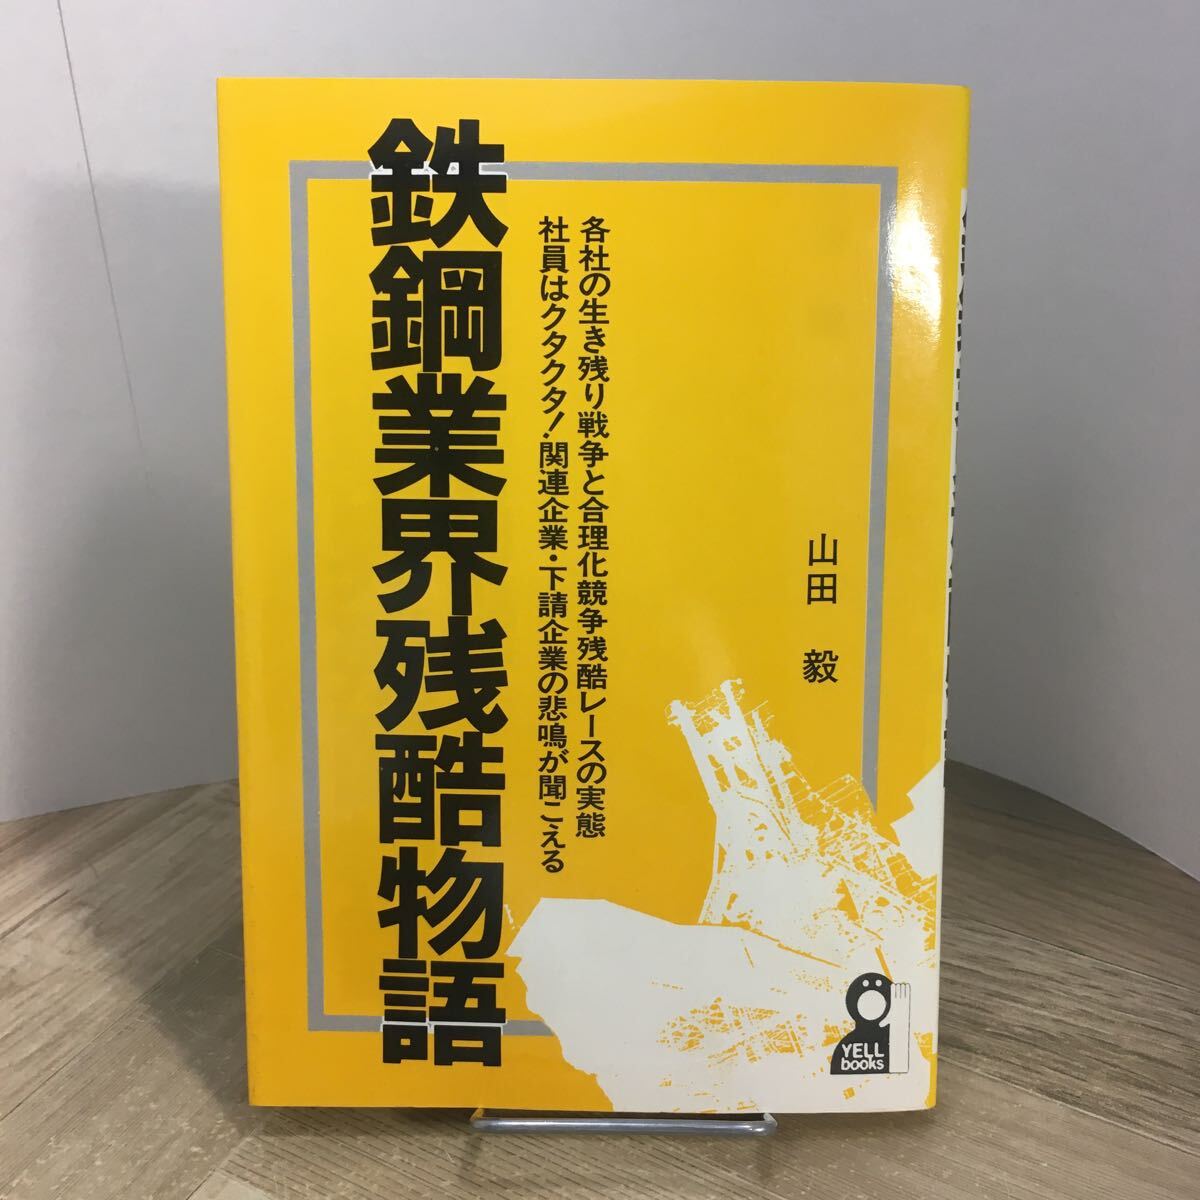 鉄鋼業界残酷物語
各社の生き残り戦争と合理化競争残酷レースの実態
社員はクタクタ!関連企業・下請企業の悲鳴が聞こえる
山田 毅
YELL
books